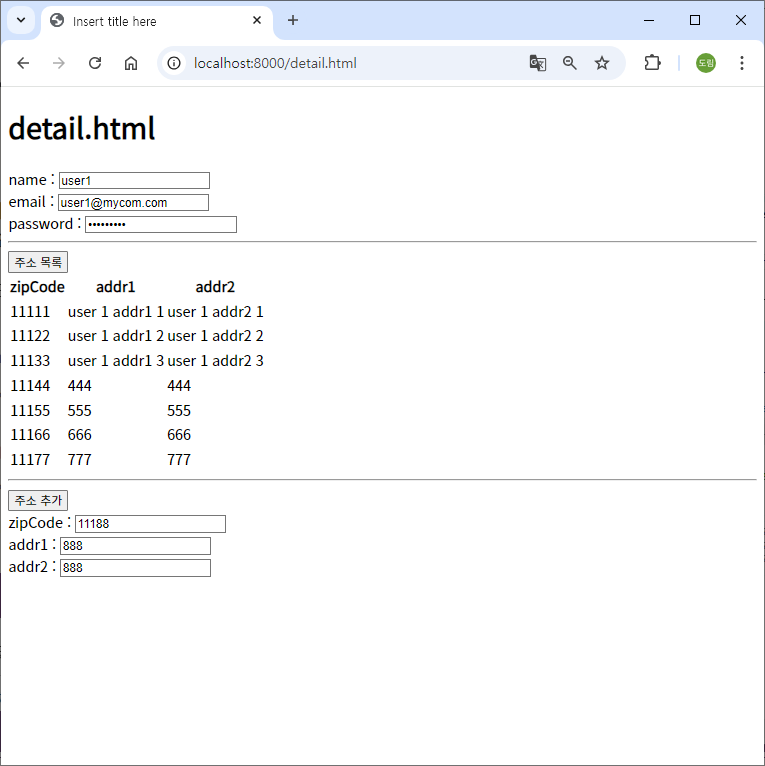 Insert title here
localhost:8000/detail.html
도림
detail.html
name : user1
email : user1@mycom.com
password : •••••••••
주소 목록
zipCode addr1 addr2
11111 user 1 addr1 1 user 1 addr2 1
11122 user 1 addr1 2 user 1 addr2 2
11133 user 1 addr1 3 user 1 addr2 3
11144 444 444
11155 555 555
11166 666 666
11177 777 777
주소 추가
zipCode : 11188
addr1 : 888
addr2 : 888